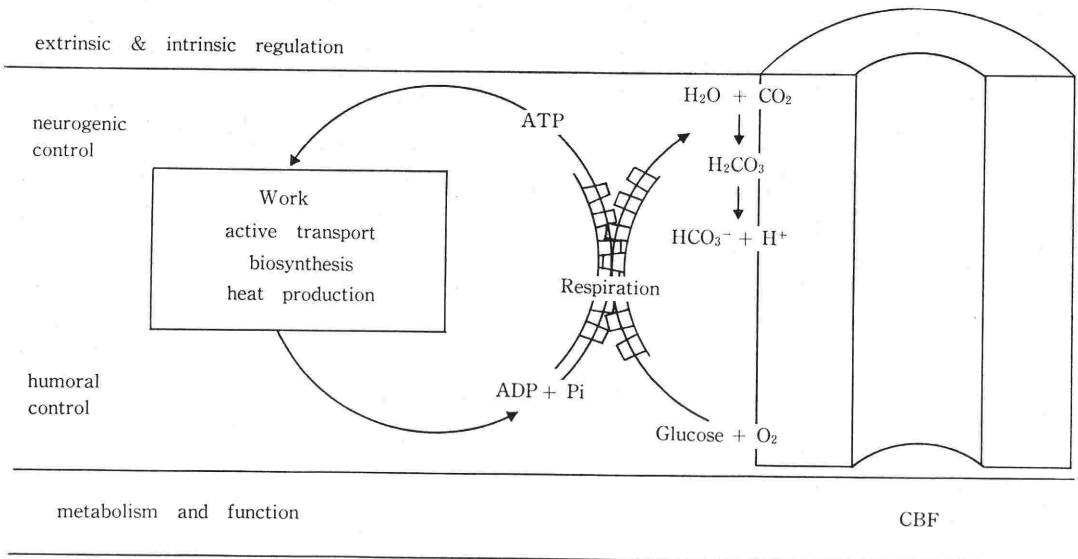 extrinsic & intrinsic regulation
neurogenic
control
ATP
H₂O + CO₂
H₂CO₃
HCO₃⁻ + H⁺
Work
active transport
biosynthesis
heat production
Respiration
humoral
control
ADP + Pi
Glucose + O₂
metabolism and function
CBF